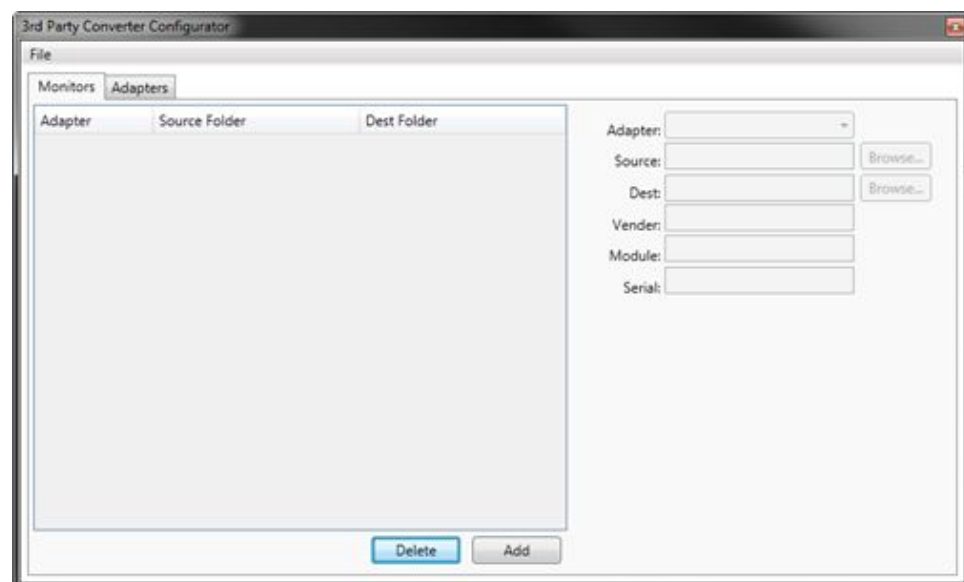 3rd Party Converter Configurator
File
Monitors Adapters
Adapter Source Folder Dest Folder
Adapter:
Source: Browse...
Dest: Browse...
Vender:
Module:
Serial:
Delete Add